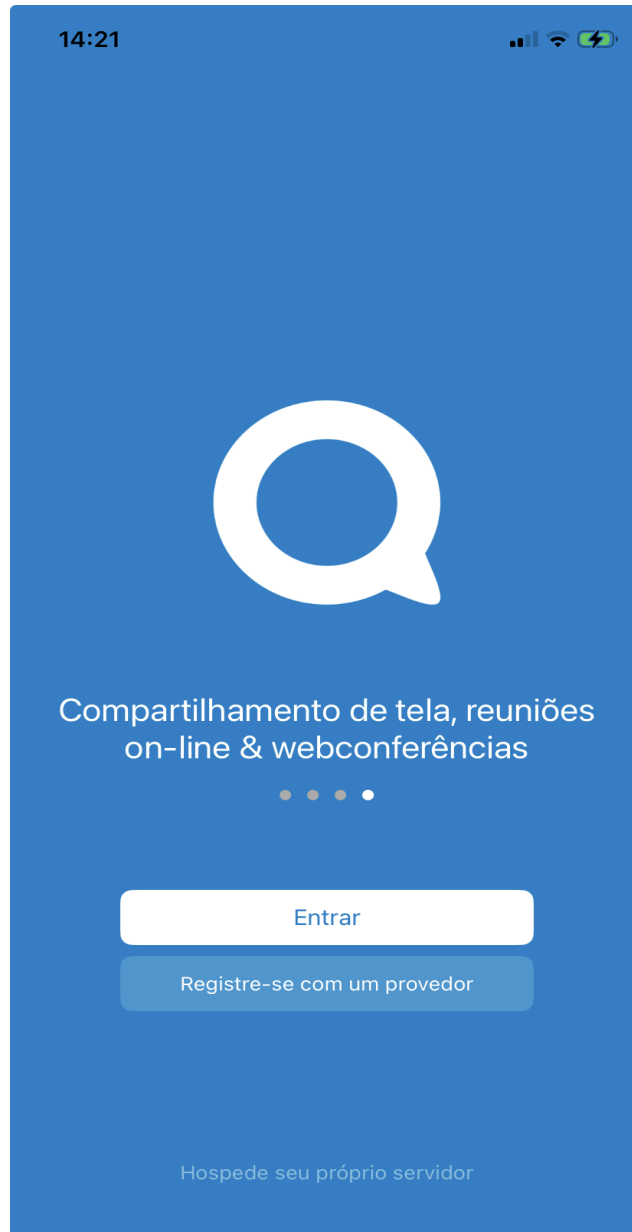 14:21
Compartilhamento de tela, reuniões
on-line & webconferências
Entrar
Registre-se com um provedor
Hospede seu próprio servidor